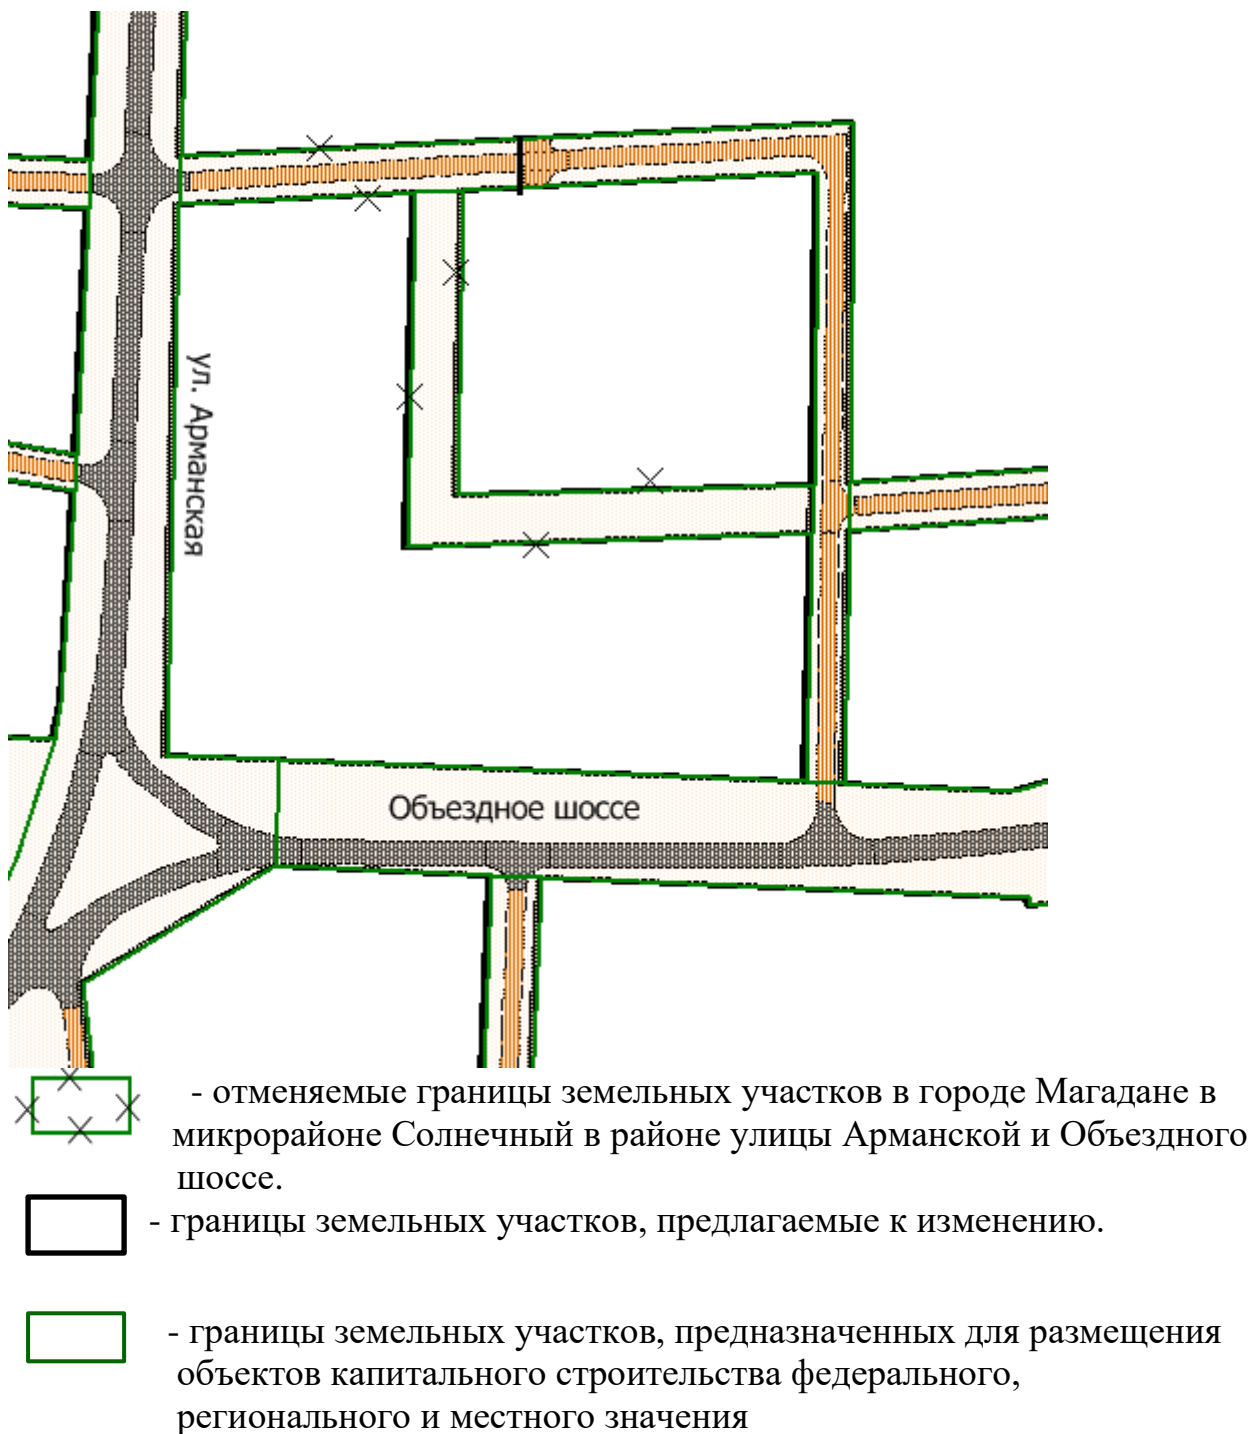 ул. Арманская
Объездное шоссе
- отменяемые границы земельных участков в городе Магадане в
микрорайоне Солнечный в районе улицы Арманской и Объездного
шоссе.
- границы земельных участков, предлагаемые к изменению.
- границы земельных участков, предназначенных для размещения
объектов капитального строительства федерального,
регионального и местного значения